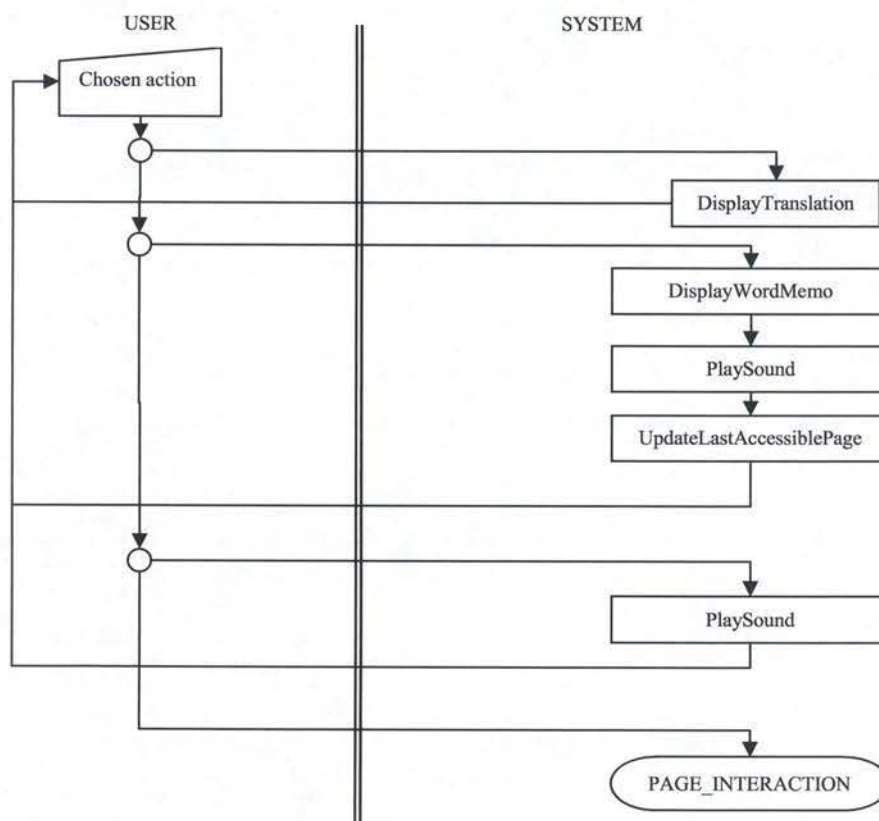 USER
SYSTEM
Chosen action
DisplayTranslation
DisplayWordMemo
PlaySound
UpdateLastAccessiblePage
PlaySound
PAGE_INTERACTION